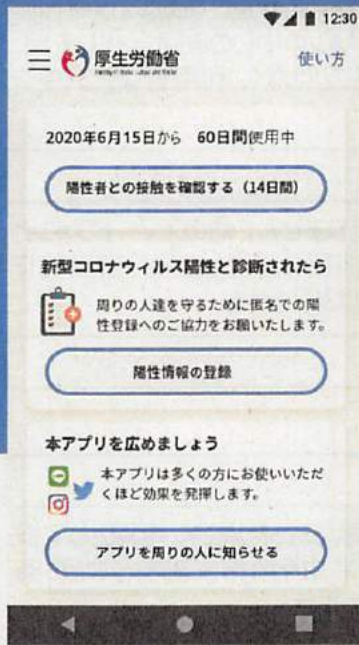 12:30
厚生労働省
使い方
2020年6月15日から 60日間使用中
陽性者との接触を確認する（14日間）
新型コロナウィルス陽性と診断されたら
周りの人達を守るために匿名での陽
性登録へのご協力をお願いいたします。
陽性情報の登録
本アプリを広めましょう
本アプリは多くの方にお使いいただ
くほど効果を発揮します。
アプリを周りの人に知らせる